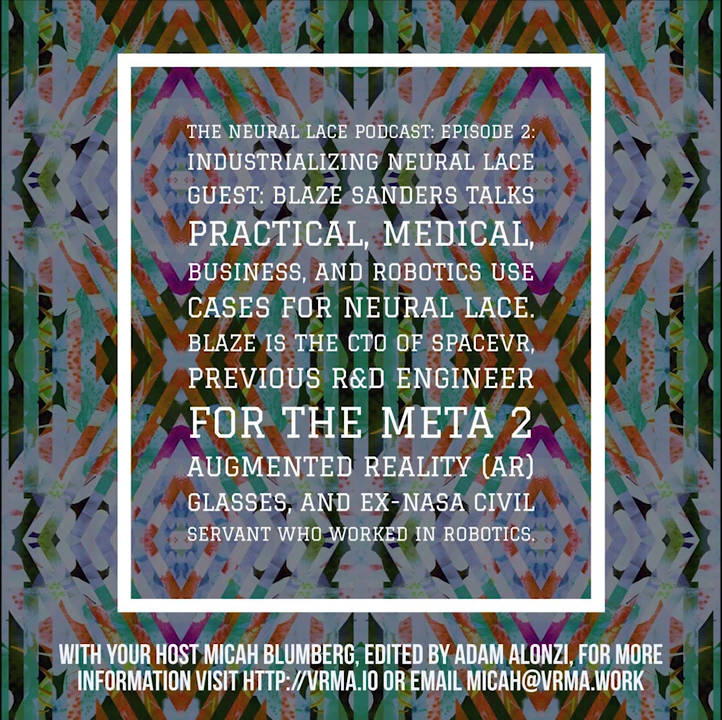 THE NEURAL LACE PODCAST: EPISODE 2:
INDUSTRIALIZING NEURAL LACE
GUEST: BLAZE SANDERS TALKS
PRACTICAL, MEDICAL,
BUSINESS, AND ROBOTICS USE
CASES FOR NEURAL LACE.
BLAZE IS THE CTO OF SPACEVR,
PREVIOUS R&D ENGINEER
FOR THE META 2
AUGMENTED REALITY (AR)
GLASSES, AND EX-NASA CIVIL
SERVANT WHO WORKED IN ROBOTICS.
WITH YOUR HOST MICAH BLUMBERG, EDITED BY ADAM ALONZI, FOR MORE
INFORMATION VISIT HTTP://VRMA.IO OR EMAIL MICAH@VRMA.WORK